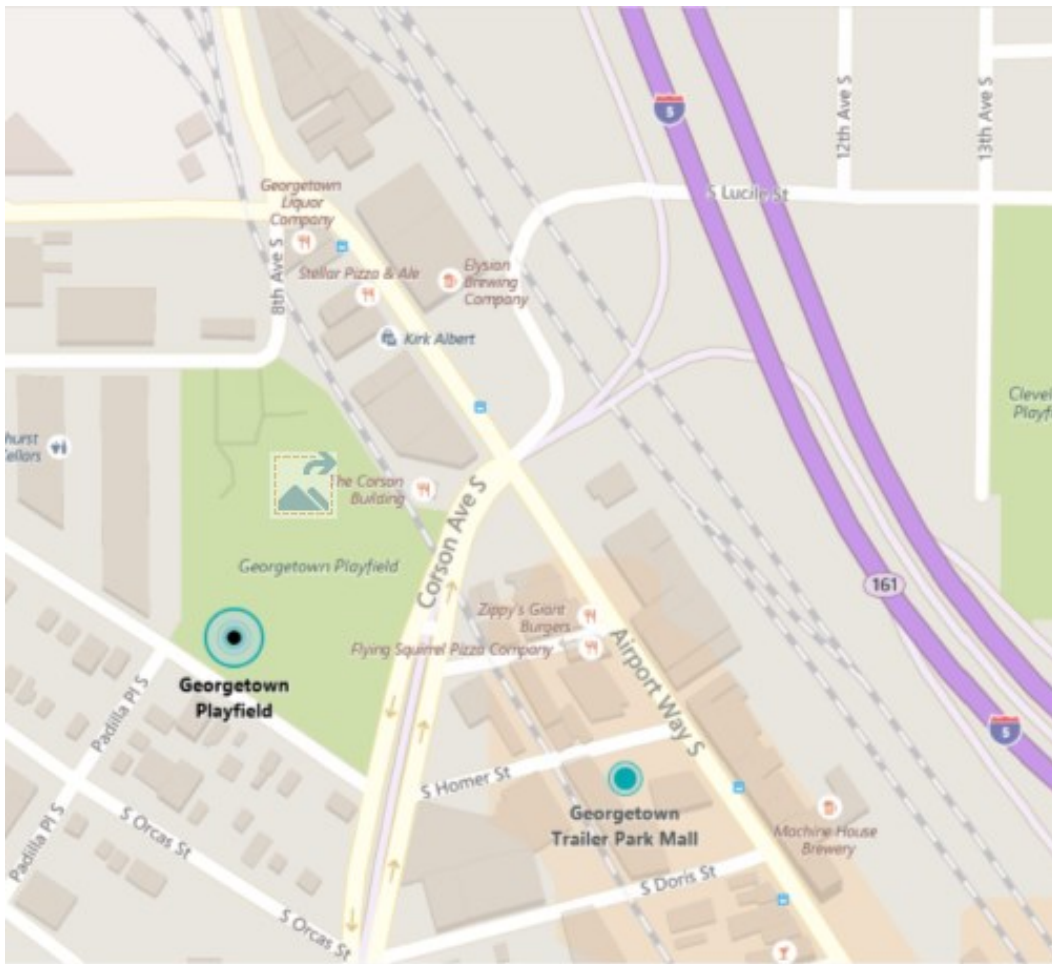 5
12th Ave S
13th Ave S
S Lucile St
Georgetown
Liquor
Company
8th Ave S
Stellar Pizza & Ale
Elysian
Brewing
Company
Kirk Albert
Playf
hurst
ellors
The Corson
Building
Corson Ave S
Georgetown Playfield
161
Zippy's Giant
Burgers
Flying Squirrel Pizza Company
Airport Way S
Georgetown
Playfield
Padilla Pl S
5
S Homer St
Georgetown
Trailer Park Mall
Machine House
Brewery
Padilla Pl S
S Orcas St
S Doris St
S Orcas St